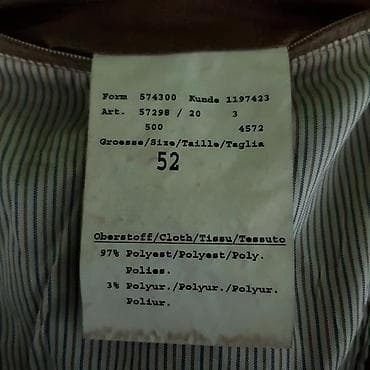 Form 574300 Kunde 1197423
Art. 57298 / 20 3
500 4572
Groesse/Size/Taille/Taglia
52
Oberstoff/Cloth/Tissu/Tessuto
97% Polyest/Polyest/Poly.
Polies.
3% Polyur./Polyur./Polyur.
Poliur.